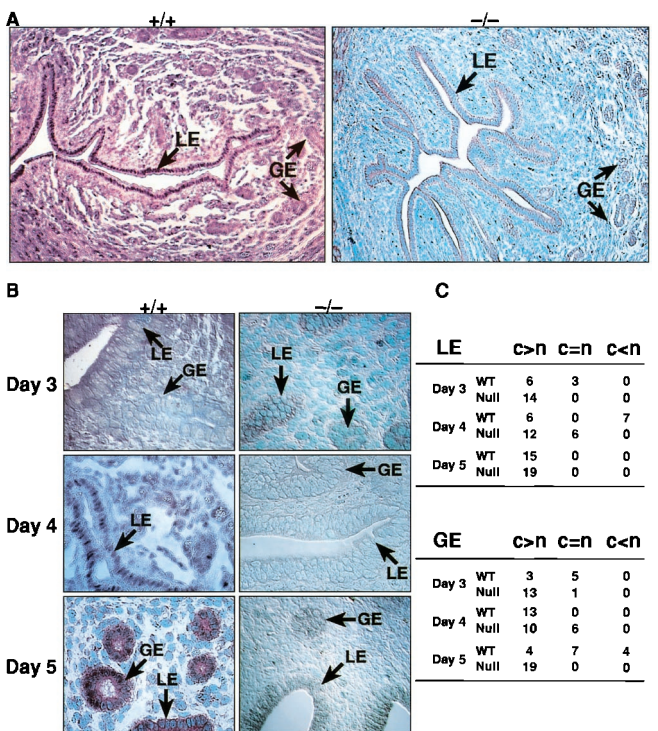 A
+/+
−/−
LE
GE
LE
GE
B
+/+
−/−
Day 3
LE
GE
LE
GE
Day 4
LE
GE
LE
Day 5
GE
LE
GE
LE
C
LE c>n c=n c<n
Day 3 WT 6 3 0
Null 14 0 0
Day 4 WT 6 0 7
Null 12 6 0
Day 5 WT 15 0 0
Null 19 0 0
GE c>n c=n c<n
Day 3 WT 3 5 0
Null 13 1 0
Day 4 WT 13 0 0
Null 10 6 0
Day 5 WT 4 7 4
Null 19 0 0